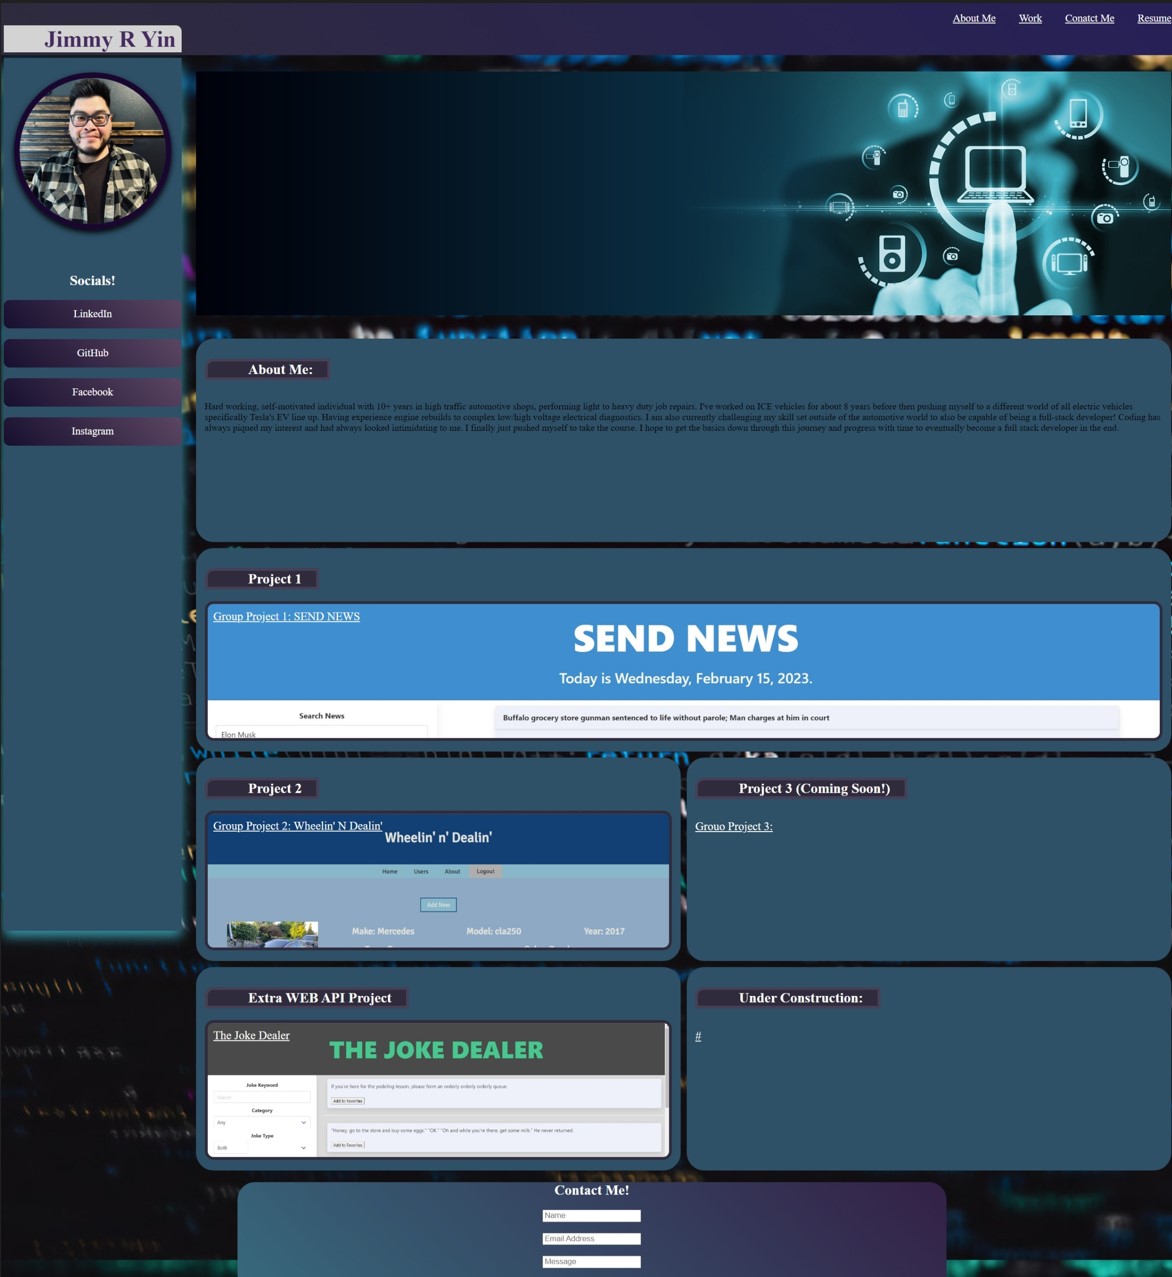 About Me Work Conatct Me Resume
Jimmy R Yin
Socials!
LinkedIn
GitHub
Facebook
Instagram
About Me:
Hard working, self-motivated individual with 10+ years in high traffic automotive shops, performing light to heavy duty job repairs. I've worked on ICE vehicles for about 8 years before then pushing myself to a different world of all electric vehicles
specifically Tesla's EV line up. Having experience engine rebuilds to complex low/high voltage electrical diagnostics. I am also currently challenging my skill set outside of the automotive world to also be capable of being a full-stack developer! Coding has
always piqued my interest and had always looked intimidating to me. I finally just pushed myself to take the course. I hope to get the basics down through this journey and progress with time to eventually become a full stack developer in the end.
Project 1
Group Project 1: SEND NEWS
SEND NEWS
Today is Wednesday, February 15, 2023.
Search News
Buffalo grocery store gunman sentenced to life without parole; Man charges at him in court
Elon Musk
Project 2
Group Project 2: Wheelin' N Dealin'
Wheelin' n' Dealin'
Home Users About Logout
Add New
Make: Mercedes Model: cla250 Year: 2017
Project 3 (Coming Soon!)
Grouo Project 3:
Extra WEB API Project
The Joke Dealer
THE JOKE DEALER
Joke Keyword
Search
Category
Any
Joke Type
Both
If you're here for the yodeling lesson, please form an orderly orderly orderly queue.
Add to Favorites
"Honey, go to the store and buy some eggs." "OK." "Oh and while you're there, get some milk." He never returned.
Add to Favorites
Under Construction:
#
Contact Me!
Name
Email Address
Message